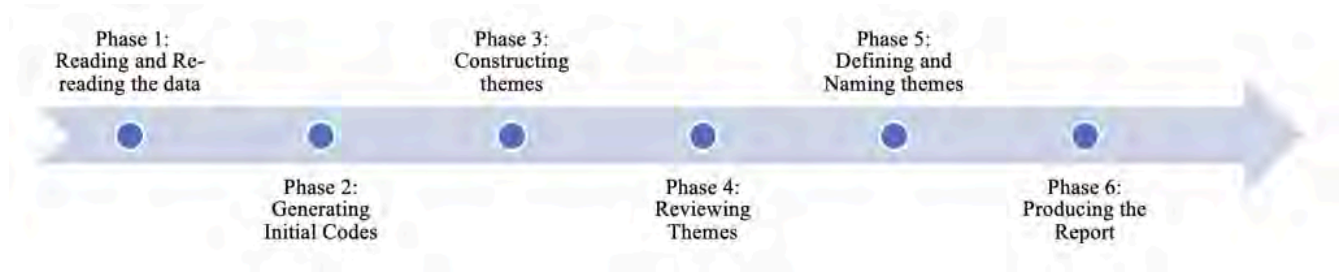 Phase 1:
Reading and Re-
reading the data
Phase 2:
Generating
Initial Codes
Phase 3:
Constructing
themes
Phase 4:
Reviewing
Themes
Phase 5:
Defining and
Naming themes
Phase 6:
Producing the
Report